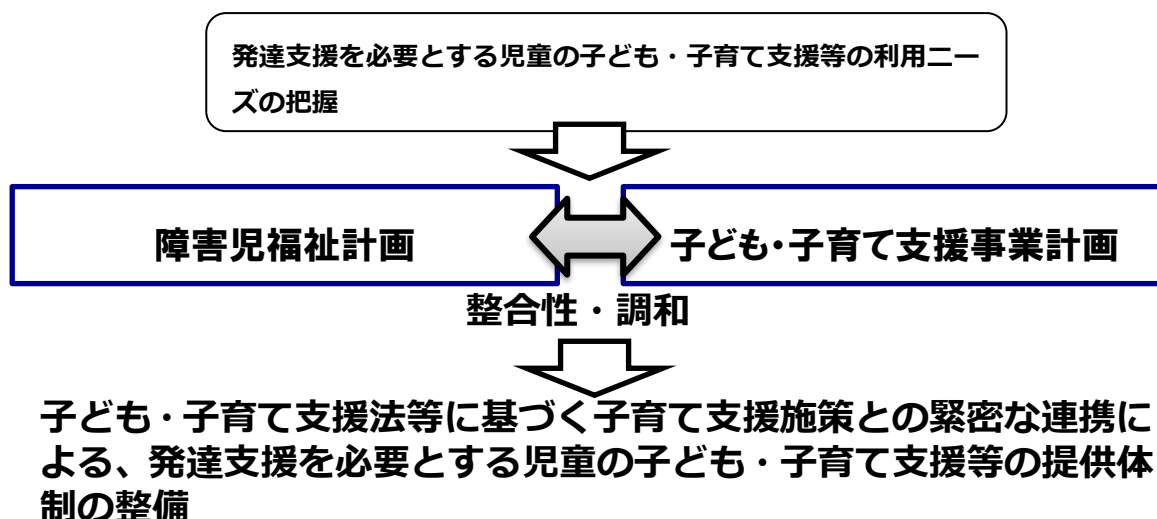 発達支援を必要とする児童の子ども・子育て支援等の利用ニー
ズの把握
障害児福祉計画
子ども・子育て支援事業計画
整合性・調和
子ども・子育て支援法等に基づく子育て支援施策との緊密な連携に
よる、発達支援を必要とする児童の子ども・子育て支援等の提供体
制の整備